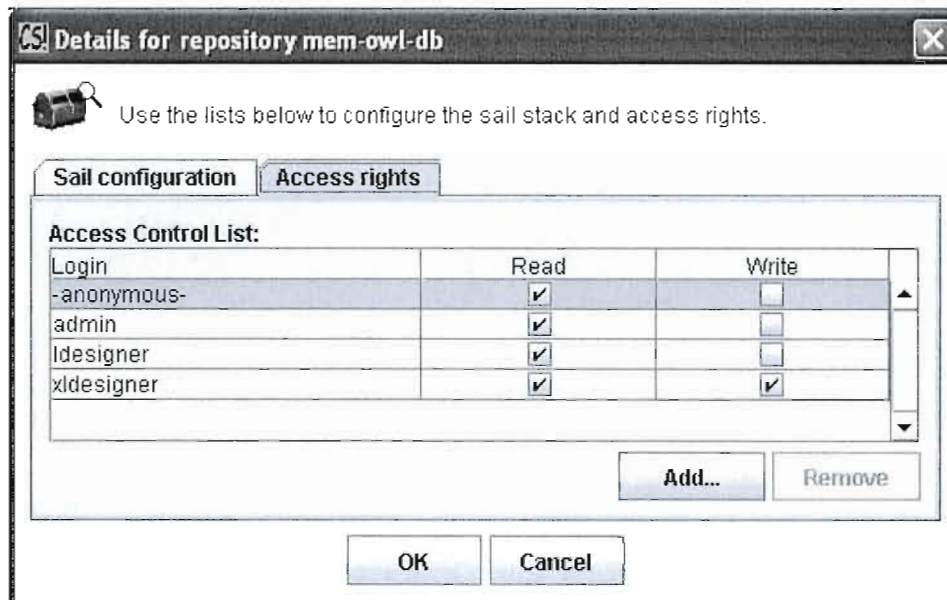 CS! Details for repository mem-owl-db
Use the lists below to configure the sail stack and access rights.
Sail configuration Access rights
Access Control List:
Login Read Write
-anonymous-
admin
ldesigner
xldesigner
Add... Remove
OK Cancel